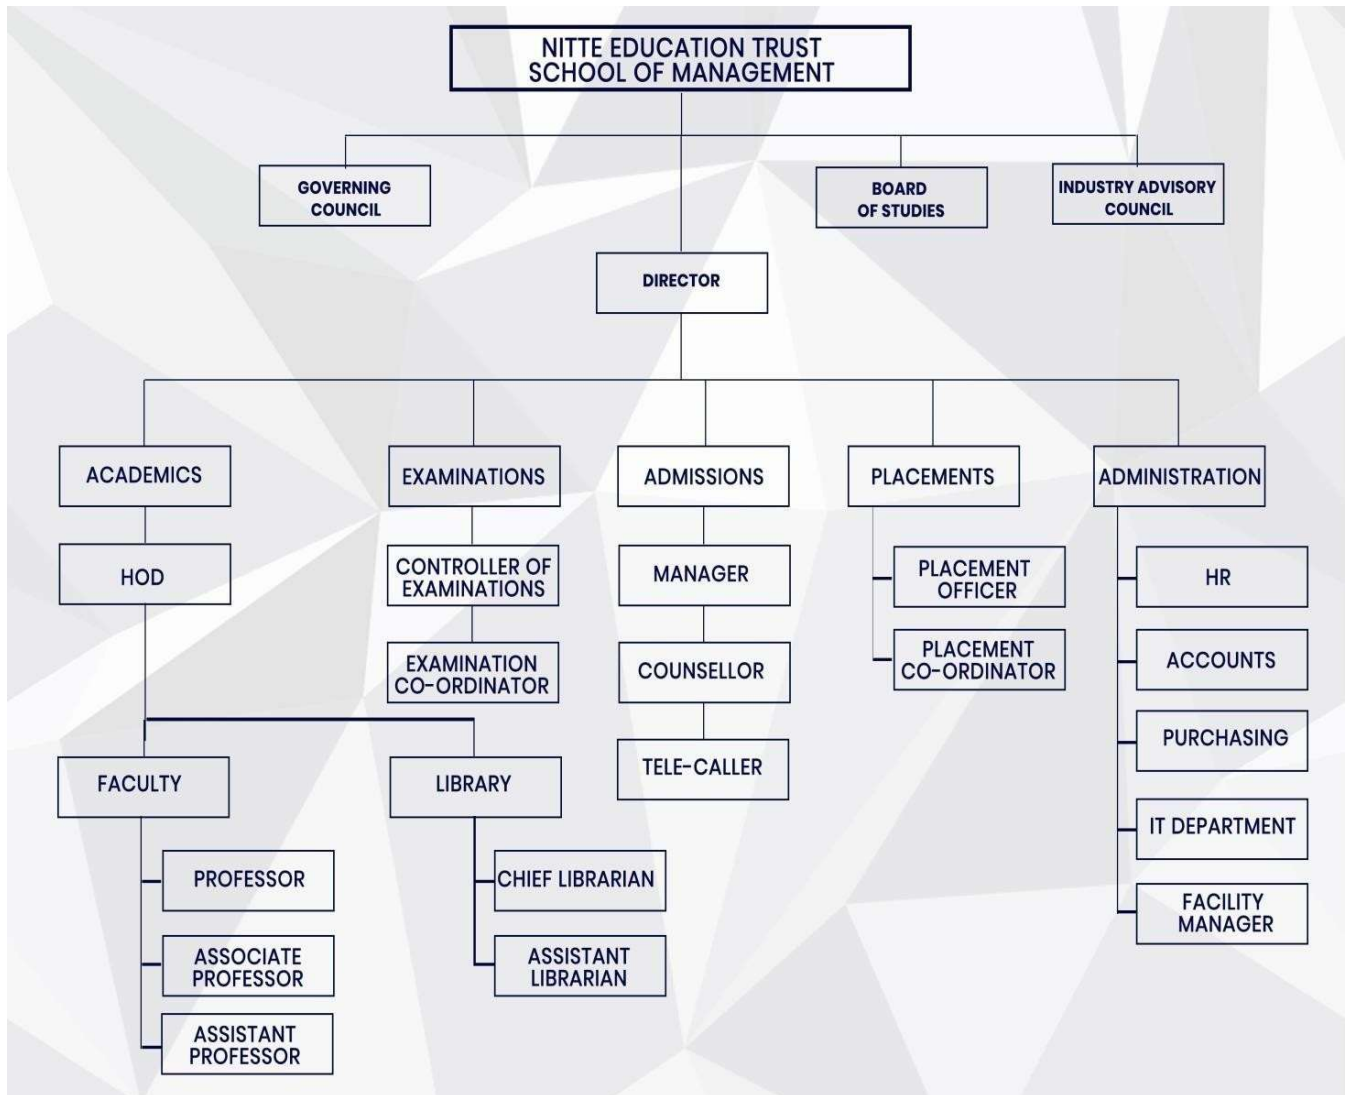 NITTE EDUCATION TRUST
SCHOOL OF MANAGEMENT
GOVERNING
COUNCIL
BOARD
OF STUDIES
INDUSTRY ADVISORY
COUNCIL
DIRECTOR
ACADEMICS
EXAMINATIONS
ADMISSIONS
PLACEMENTS
ADMINISTRATION
HOD
CONTROLLER OF
EXAMINATIONS
MANAGER
PLACEMENT
OFFICER
HR
EXAMINATION
CO-ORDINATOR
COUNSELLOR
PLACEMENT
CO-ORDINATOR
ACCOUNTS
FACULTY
LIBRARY
TELE-CALLER
PURCHASING
IT DEPARTMENT
PROFESSOR
CHIEF LIBRARIAN
FACILITY
MANAGER
ASSOCIATE
PROFESSOR
ASSISTANT
LIBRARIAN
ASSISTANT
PROFESSOR